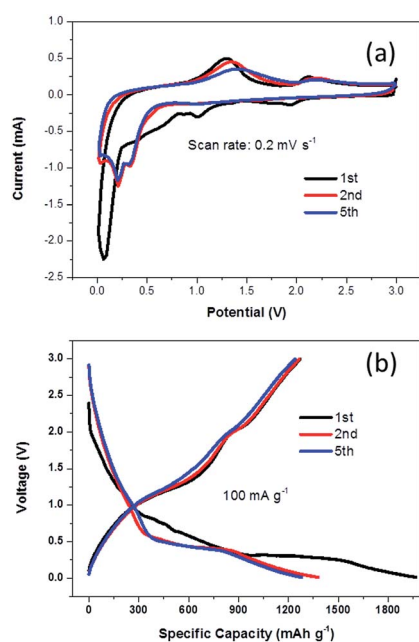 (a)
1.0
0.5
0.0
-0.5
-1.0
-1.5
-2.0
-2.5
Current (mA)
Scan rate: 0.2 mV s⁻¹
1st
2nd
5th
0.0 0.5 1.0 1.5 2.0 2.5 3.0
Potential (V)
(b)
3.0
2.5
2.0
1.5
1.0
0.5
0.0
Voltage (V)
1st
2nd
5th
100 mA g⁻¹
0 300 600 900 1200 1500 1800
Specific Capacity (mAh g⁻¹)